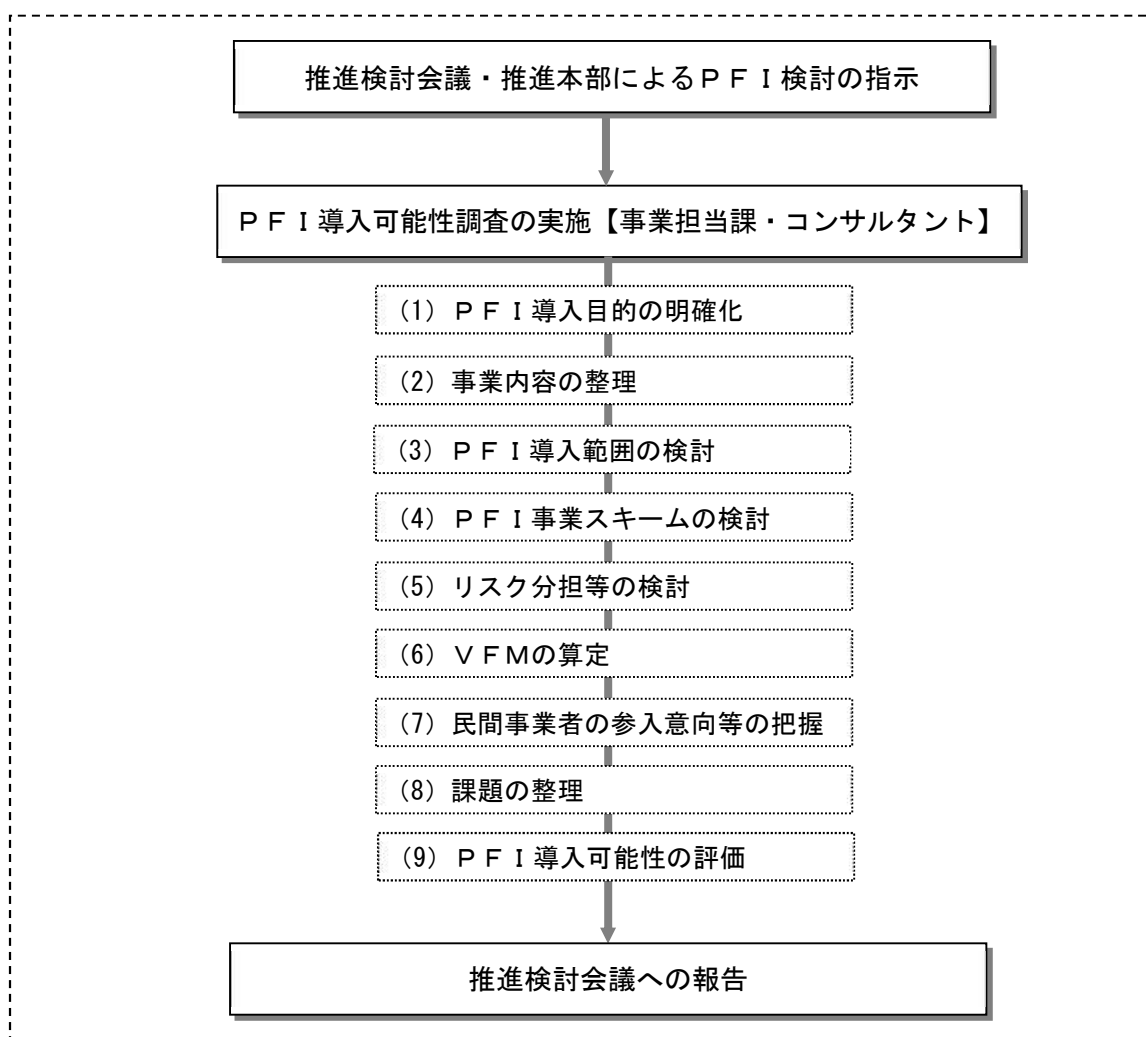 推進検討会議・推進本部によるＰＦＩ検討の指示
ＰＦＩ導入可能性調査の実施【事業担当課・コンサルタント】
(1) ＰＦＩ導入目的の明確化
(2) 事業内容の整理
(3) ＰＦＩ導入範囲の検討
(4) ＰＦＩ事業スキームの検討
(5) リスク分担等の検討
(6) ＶＦＭの算定
(7) 民間事業者の参入意向等の把握
(8) 課題の整理
(9) ＰＦＩ導入可能性の評価
推進検討会議への報告